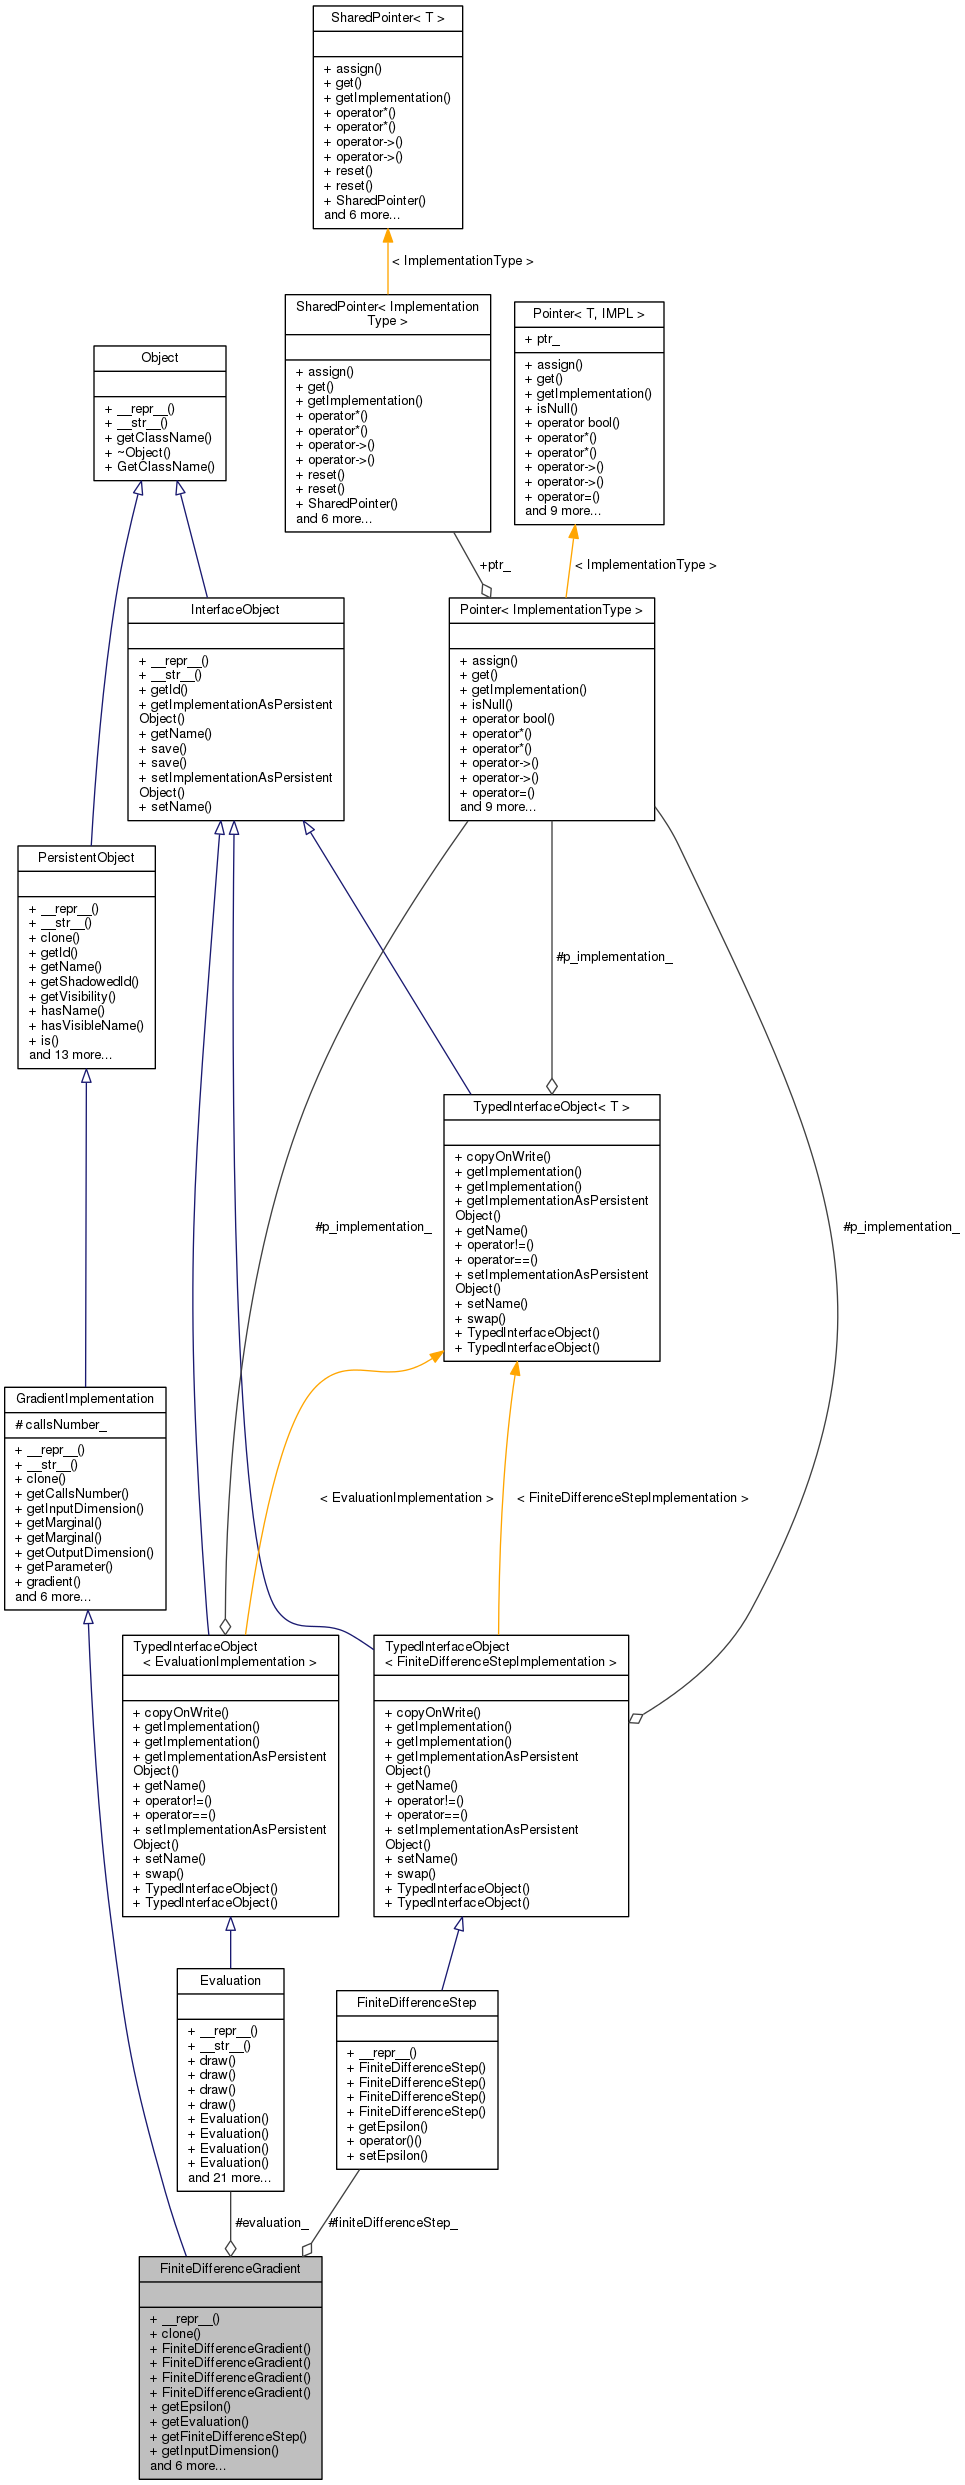 SharedPointer< T >
+ assign()
+ get()
+ getImplementation()
+ operator*()
+ operator*()
+ operator->()
+ operator->()
+ reset()
+ reset()
+ SharedPointer()
and 6 more...
< ImplementationType >
SharedPointer< Implementation
Type >
+ assign()
+ get()
+ getImplementation()
+ operator*()
+ operator*()
+ operator->()
+ operator->()
+ reset()
+ reset()
+ SharedPointer()
and 6 more...
Pointer< T, IMPL >
+ ptr_
+ assign()
+ get()
+ getImplementation()
+ isNull()
+ operator bool()
+ operator*()
+ operator*()
+ operator->()
+ operator->()
+ operator=()
and 9 more...
Object
+ __repr__()
+ __str__()
+ getClassName()
+ ~Object()
+ GetClassName()
+ptr_
< ImplementationType >
InterfaceObject
+ __repr__()
+ __str__()
+ getId()
+ getImplementationAsPersistent
Object()
+ getName()
+ save()
+ save()
+ setImplementationAsPersistent
Object()
+ setName()
Pointer< ImplementationType >
+ assign()
+ get()
+ getImplementation()
+ isNull()
+ operator bool()
+ operator*()
+ operator*()
+ operator->()
+ operator->()
+ operator=()
and 9 more...
PersistentObject
+ __repr__()
+ __str__()
+ clone()
+ getId()
+ getName()
+ getShadowedId()
+ getVisibility()
+ hasName()
+ hasVisibleName()
+ is()
and 13 more...
#p_implementation_
TypedInterfaceObject< T >
+ copyOnWrite()
+ getImplementation()
+ getImplementation()
+ getImplementationAsPersistent
Object()
+ getName()
+ operator!=()
+ operator==()
+ setImplementationAsPersistent
Object()
+ setName()
+ swap()
+ TypedInterfaceObject()
+ TypedInterfaceObject()
#p_implementation_
#p_implementation_
GradientImplementation
# callsNumber_
+ __repr__()
+ __str__()
+ clone()
+ getCallsNumber()
+ getInputDimension()
+ getMarginal()
+ getMarginal()
+ getOutputDimension()
+ getParameter()
+ gradient()
and 6 more...
< EvaluationImplementation >
< FiniteDifferenceStepImplementation >
TypedInterfaceObject
< EvaluationImplementation >
+ copyOnWrite()
+ getImplementation()
+ getImplementation()
+ getImplementationAsPersistent
Object()
+ getName()
+ operator!=()
+ operator==()
+ setImplementationAsPersistent
Object()
+ setName()
+ swap()
+ TypedInterfaceObject()
+ TypedInterfaceObject()
TypedInterfaceObject
< FiniteDifferenceStepImplementation >
+ copyOnWrite()
+ getImplementation()
+ getImplementation()
+ getImplementationAsPersistent
Object()
+ getName()
+ operator!=()
+ operator==()
+ setImplementationAsPersistent
Object()
+ setName()
+ swap()
+ TypedInterfaceObject()
+ TypedInterfaceObject()
Evaluation
+ __repr__()
+ __str__()
+ draw()
+ draw()
+ draw()
+ draw()
+ Evaluation()
+ Evaluation()
+ Evaluation()
+ Evaluation()
and 21 more...
FiniteDifferenceStep
+ __repr__()
+ FiniteDifferenceStep()
+ FiniteDifferenceStep()
+ FiniteDifferenceStep()
+ FiniteDifferenceStep()
+ getEpsilon()
+ operator()()
+ setEpsilon()
#evaluation_
#finiteDifferenceStep_
FiniteDifferenceGradient
+ __repr__()
+ clone()
+ FiniteDifferenceGradient()
+ FiniteDifferenceGradient()
+ FiniteDifferenceGradient()
+ FiniteDifferenceGradient()
+ getEpsilon()
+ getEvaluation()
+ getFiniteDifferenceStep()
+ getInputDimension()
and 6 more...